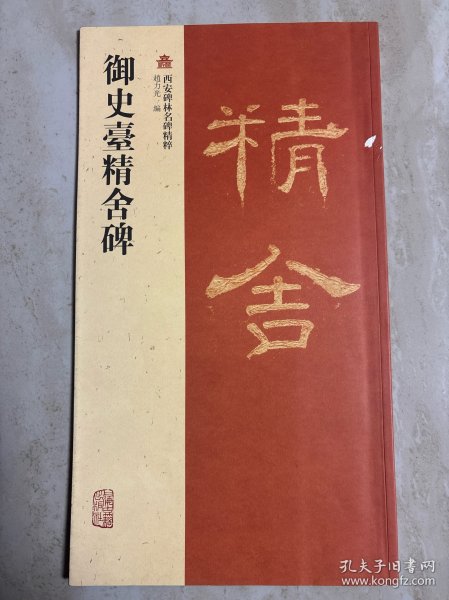 御史臺精舍碑
西安碑林名碑精粹
趙力光 編
精舍
孔夫子旧书网
www.kongfz.com